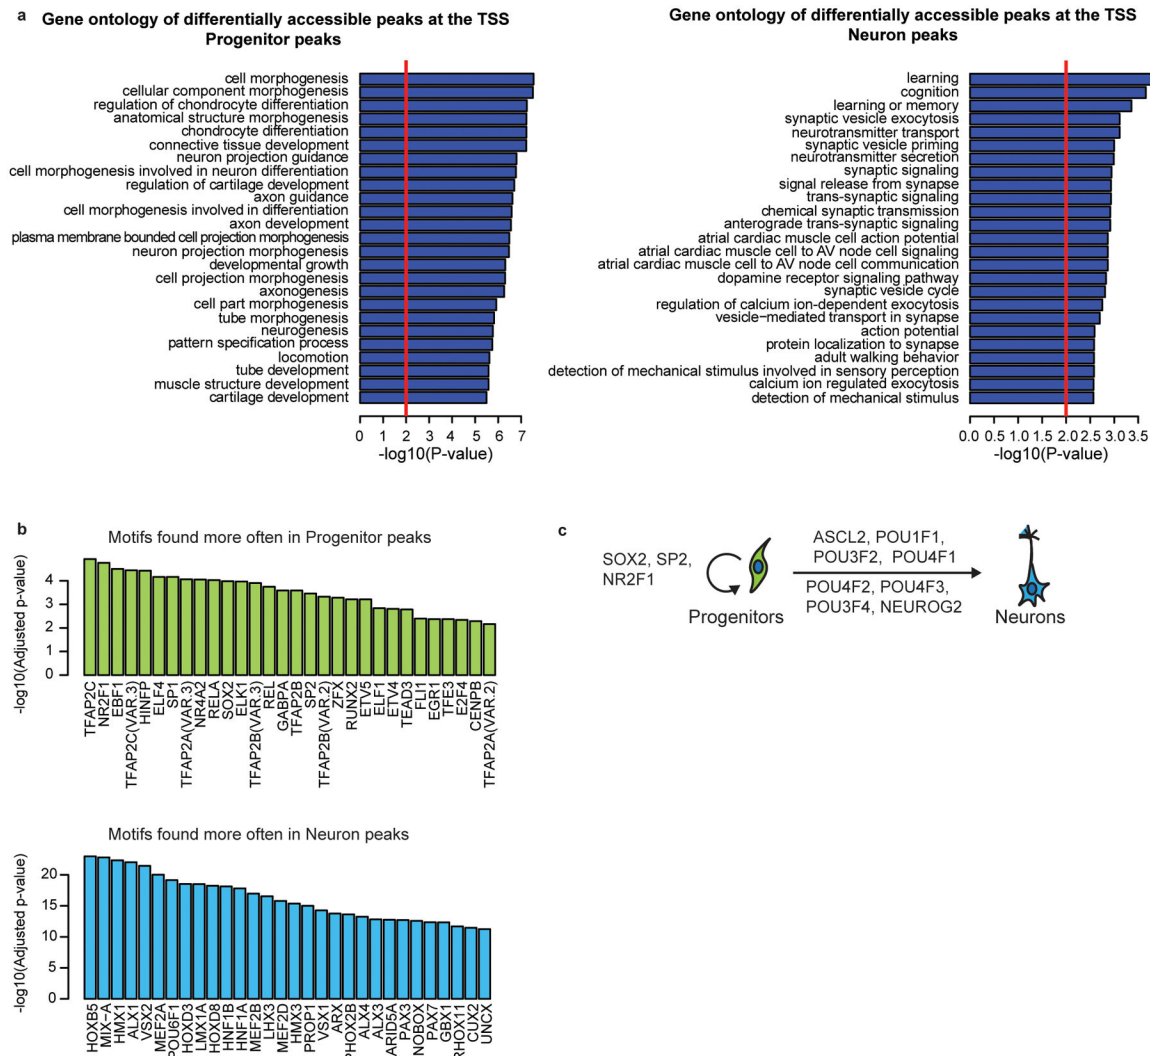 a
Gene ontology of differentially accessible peaks at the TSS
Progenitor peaks
cell morphogenesis
cellular component morphogenesis
regulation of chondrocyte differentiation
anatomical structure morphogenesis
chondrocyte differentiation
connective tissue development
neuron projection guidance
cell morphogenesis involved in neuron differentiation
regulation of cartilage development
axon guidance
cell morphogenesis involved in differentiation
axon development
plasma membrane bounded cell projection morphogenesis
neuron projection morphogenesis
developmental growth
cell projection morphogenesis
axonogenesis
cell part morphogenesis
tube morphogenesis
neurogenesis
pattern specification process
locomotion
tube development
muscle structure development
cartilage development
0 1 2 3 4 5 6 7
-log10(P-value)
Gene ontology of differentially accessible peaks at the TSS
Neuron peaks
learning
cognition
learning or memory
synaptic vesicle exocytosis
neurotransmitter transport
synaptic vesicle priming
neurotransmitter secretion
synaptic signaling
signal release from synapse
trans−synaptic signaling
chemical synaptic transmission
anterograde trans−synaptic signaling
atrial cardiac muscle cell action potential
atrial cardiac muscle cell to AV node cell signaling
atrial cardiac muscle cell to AV node cell communication
dopamine receptor signaling pathway
synaptic vesicle cycle
regulation of calcium ion−dependent exocytosis
vesicle−mediated transport in synapse
action potential
protein localization to synapse
adult walking behavior
detection of mechanical stimulus involved in sensory perception
calcium ion regulated exocytosis
detection of mechanical stimulus
0.0 0.5 1.0 1.5 2.0 2.5 3.0 3.5
-log10(P-value)
b
Motifs found more often in Progenitor peaks
-log10(Adjusted p-value)
4
3
2
1
0
TFAP2C
NR2F1
EBF1
TFAP2C(VAR.3)
HINFP
ELF4
SP1
TFAP2A(VAR.3)
NR4A2
RELA
SOX2
ELK1
TFAP2B(VAR.3)
REL
GABPA
TFAP2B
SP2
TFAP2B(VAR.2)
ZFX
RUNX2
ETV5
ELF1
ETV4
TEAD3
FLI1
EGR1
TFE3
E2F4
CENPB
TFAP2A(VAR.2)
Motifs found more often in Neuron peaks
-log10(Adjusted p-value)
20
15
10
5
0
HOXB5
MIX−A
HMX1
ALX1
VSX2
MEF2A
POU6F1
HOXD3
LMX1A
HOXD8
HNF1B
HNF1A
MEF2B
LHX3
MEF2D
HMX3
PROP1
VSX1
ARX
PHOX2B
ALX4
ALX3
ARID5A
PAX3
NOBOX
PAX7
GBX1
RHOX11
CUX2
UNCX
c
SOX2, SP2,
NR2F1
Progenitors
ASCL2, POU1F1,
POU3F2, POU4F1
POU4F2, POU4F3,
POU3F4, NEUROG2
Neurons